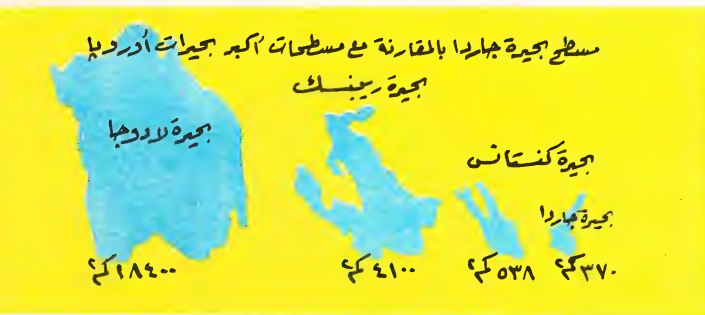 مسطح بحيرة جاردا بالمقارنة مع مسطحات أكبر بحيرات أوروبا
بحيرة ريبنسك
بحيرة لادوجا
بحيرة كنستانس
بحيرة جاردا
٣٧٠ كم٢
٥٣٨ كم٢
٤١٠٠ كم٢
١٨٤٠٠ كم٢